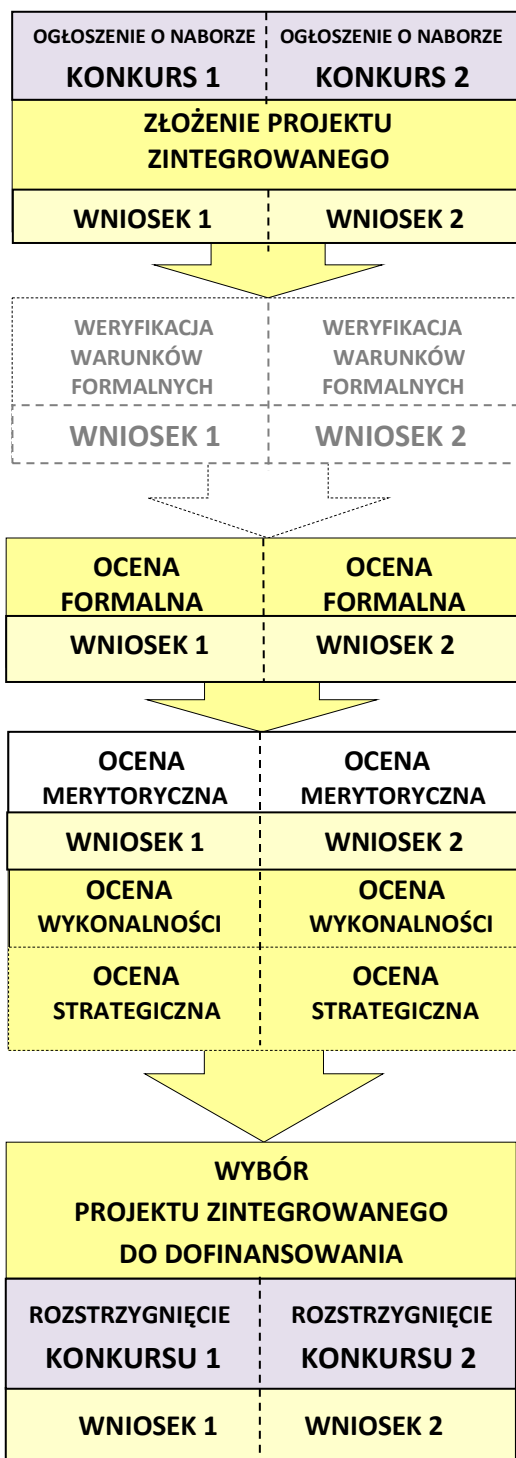 OGŁOSZENIE O NABORZE OGŁOSZENIE O NABORZE
KONKURS 1 KONKURS 2
ZŁOŻENIE PROJEKTU
ZINTEGROWANEGO
WNIOSEK 1 WNIOSEK 2
WERYFIKACJA WERYFIKACJA
WARUNKÓW WARUNKÓW
FORMALNYCH FORMALNYCH
WNIOSEK 1 WNIOSEK 2
OCENA OCENA
FORMALNA FORMALNA
WNIOSEK 1 WNIOSEK 2
OCENA OCENA
MERYTORYCZNA MERYTORYCZNA
WNIOSEK 1 WNIOSEK 2
OCENA OCENA
WYKONALNOŚCI WYKONALNOŚCI
OCENA OCENA
STRATEGICZNA STRATEGICZNA
WYBÓR
PROJEKTU ZINTEGROWANEGO
DO DOFINANSOWANIA
ROZSTRZYGNIĘCIE ROZSTRZYGNIĘCIE
KONKURSU 1 KONKURSU 2
WNIOSEK 1 WNIOSEK 2